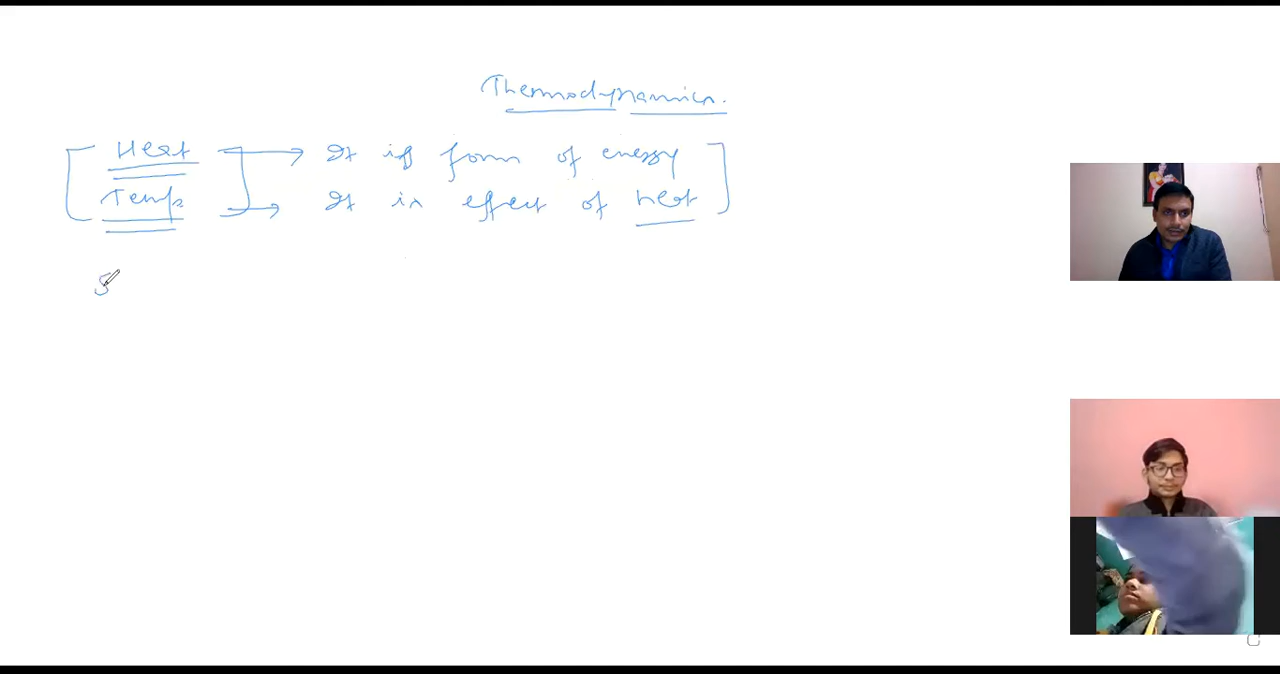 Thermodynamics.
Heat → It is form of energy
Temp → It is effect of Heat
S